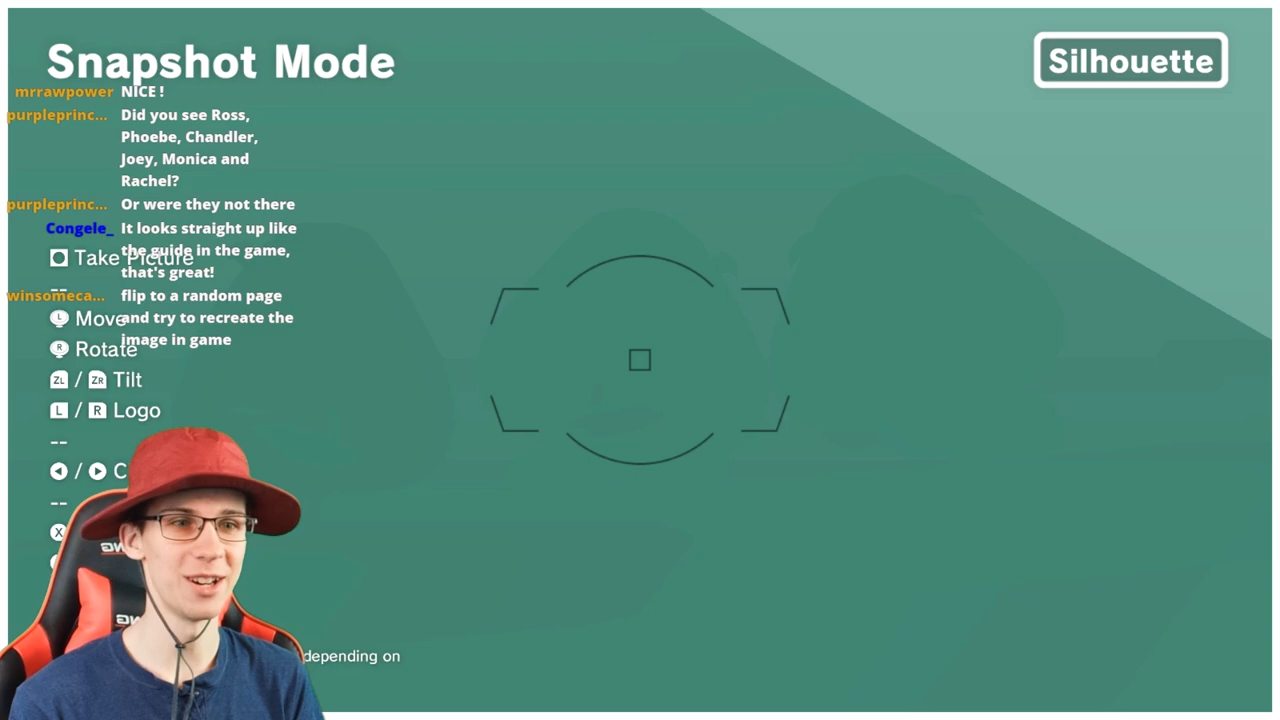 Snapshot Mode
Silhouette
mrrawpower NICE !
purpleprinc... Did you see Ross,
Phoebe, Chandler,
Joey, Monica and
Rachel?
purpleprinc... Or were they not there
Congele_ It looks straight up like
the guide in the game,
that's great!
Take Picture
--
winsomeca... flip to a random page
and try to recreate the
image in game
L Move
R Rotate
ZL / ZR Tilt
L / R Logo
--
/ C
--
X
depending on